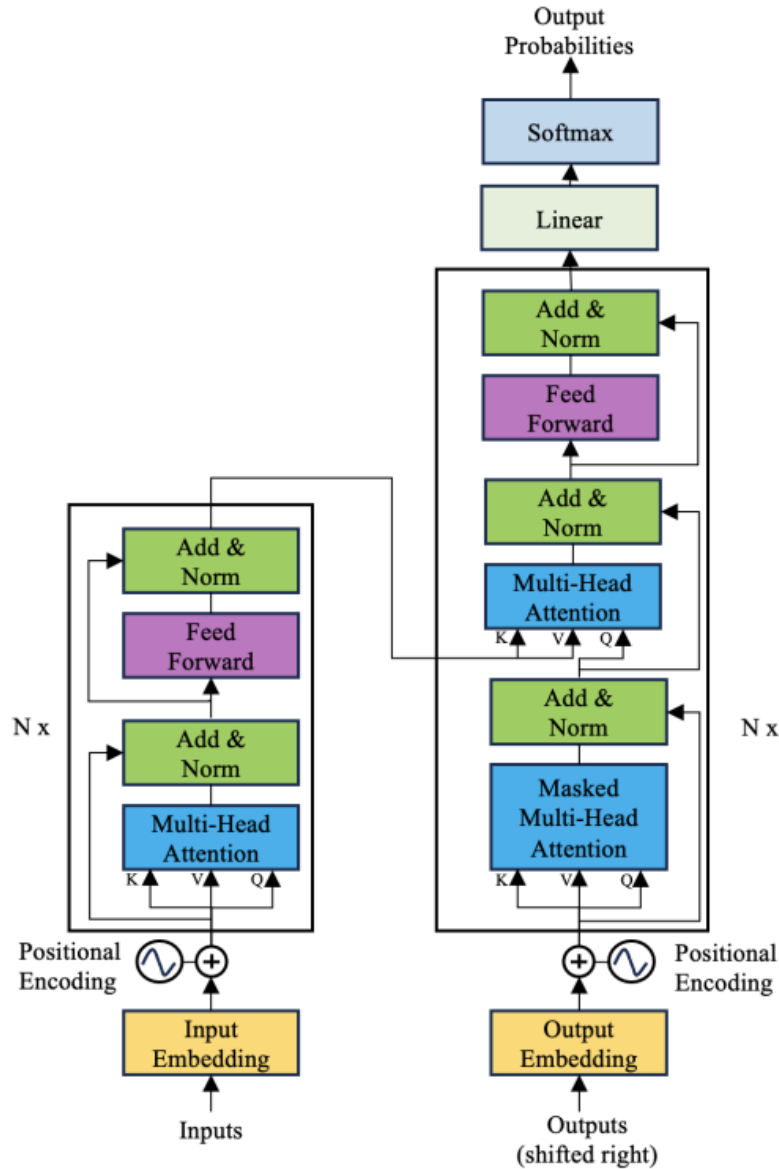 Output
Probabilities
Softmax
Linear
Add &
Norm
Feed
Forward
Add &
Norm
Multi-Head
Attention
K V Q
Add &
Norm
Masked
Multi-Head
Attention
K V Q
N x
Positional
Encoding
Output
Embedding
Outputs
(shifted right)
Add &
Norm
Feed
Forward
N x
Add &
Norm
Multi-Head
Attention
K V Q
Positional
Encoding
Input
Embedding
Inputs